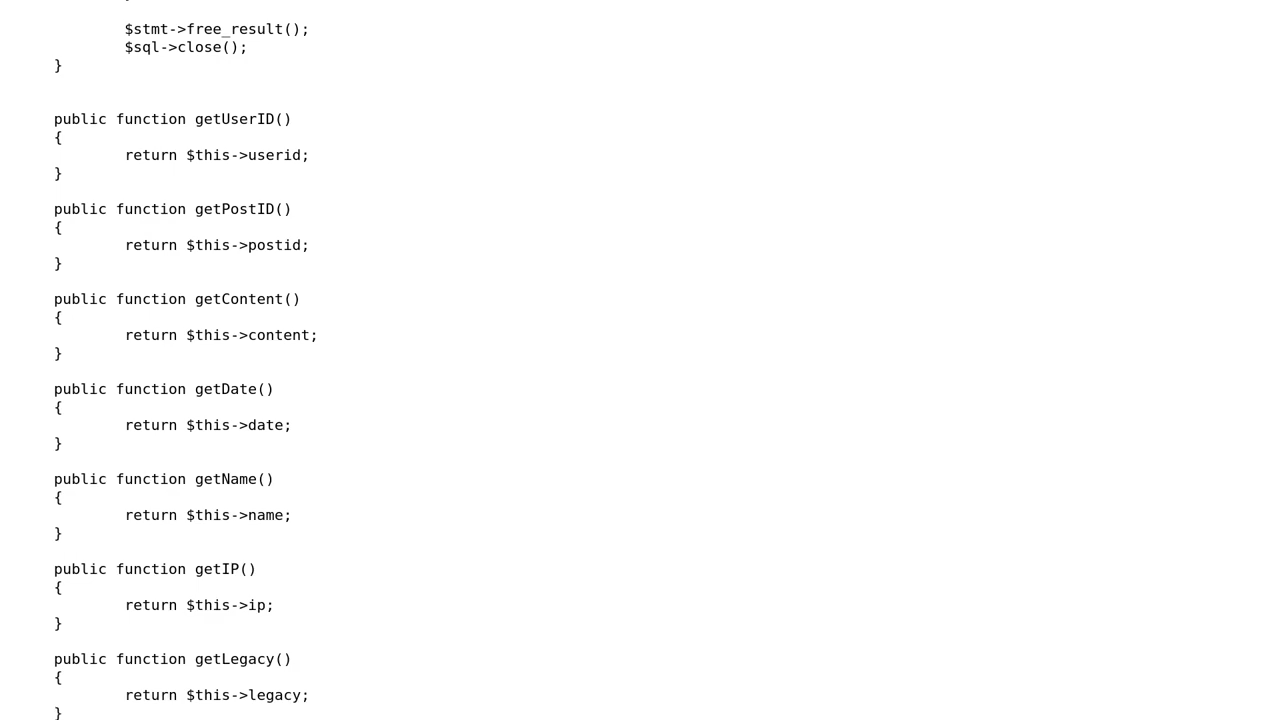 $stmt->free_result();
$sql->close();
}
public function getUserID()
{
return $this->userid;
}
public function getPostID()
{
return $this->postid;
}
public function getContent()
{
return $this->content;
}
public function getDate()
{
return $this->date;
}
public function getName()
{
return $this->name;
}
public function getIP()
{
return $this->ip;
}
public function getLegacy()
{
return $this->legacy;
}